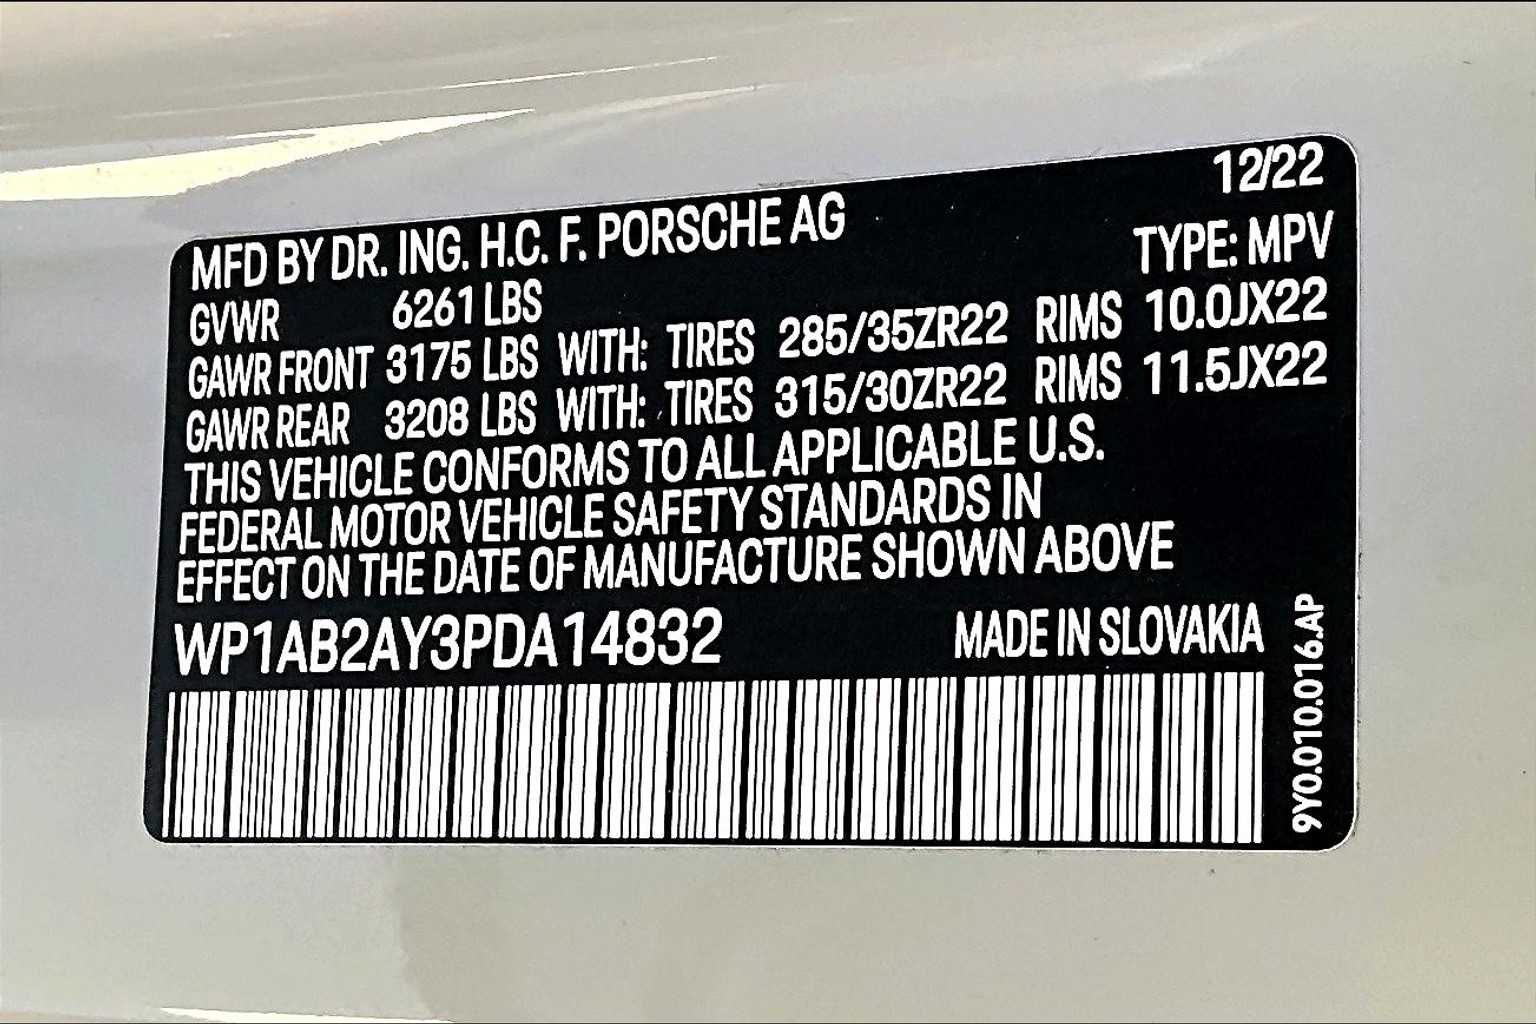 12/22
MFD BY DR. ING. H.C. F. PORSCHE AG
TYPE: MPV
GVWR 6261 LBS
GAWR FRONT 3175 LBS WITH: TIRES 285/35ZR22 RIMS 10.0JX22
GAWR REAR 3208 LBS WITH: TIRES 315/30ZR22 RIMS 11.5JX22
THIS VEHICLE CONFORMS TO ALL APPLICABLE U.S.
FEDERAL MOTOR VEHICLE SAFETY STANDARDS IN
EFFECT ON THE DATE OF MANUFACTURE SHOWN ABOVE
WP1AB2AY3PDA14832 MADE IN SLOVAKIA
9Y0.010.016.AP